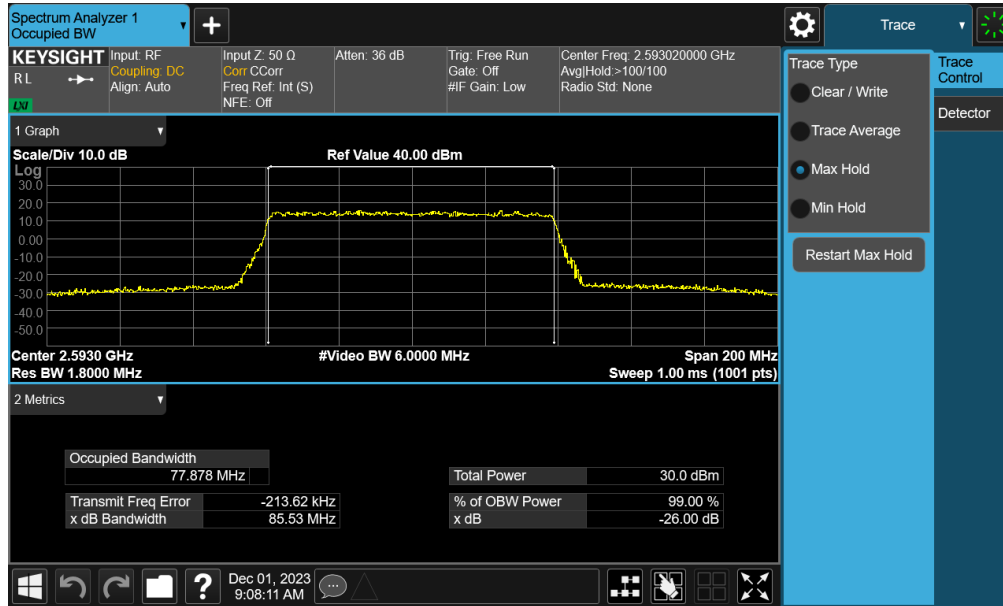 Spectrum Analyzer 1
Occupied BW
+
Trace
KEYSIGHT
R L
LXI
Input: RF
Coupling: DC
Align: Auto
Input Z: 50 Ω
Corr CCorr
Freq Ref: Int (S)
NFE: Off
Atten: 36 dB
Trig: Free Run
Gate: Off
#IF Gain: Low
Center Freq: 2.593020000 GHz
Avg|Hold:>100/100
Radio Std: None
Trace Type
Clear / Write
Trace Average
Max Hold
Min Hold
Restart Max Hold
Trace
Control
Detector
1 Graph
Scale/Div 10.0 dB
Ref Value 40.00 dBm
Log
30.0
20.0
10.0
0.00
-10.0
-20.0
-30.0
-40.0
-50.0
Center 2.5930 GHz
#Video BW 6.0000 MHz
Span 200 MHz
Res BW 1.8000 MHz
Sweep 1.00 ms (1001 pts)
2 Metrics
Occupied Bandwidth
77.878 MHz
Total Power 30.0 dBm
Transmit Freq Error -213.62 kHz
% of OBW Power 99.00 %
x dB Bandwidth 85.53 MHz
x dB -26.00 dB
?
Dec 01, 2023
9:08:11 AM